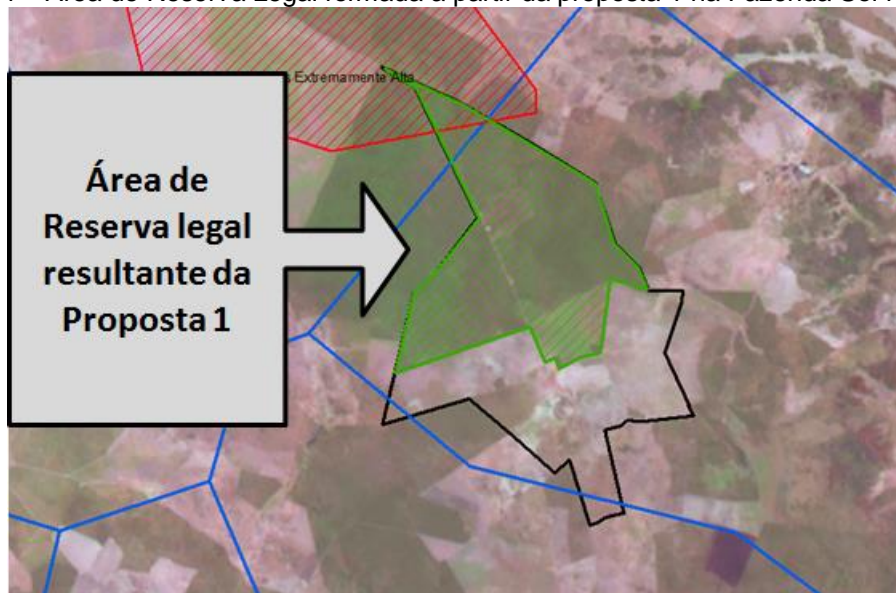 Área de Reserva Legal formada a partir da proposta 1 na Fazenda
s Extremamente Alta
Área de
Reserva legal
resultante da
Proposta 1